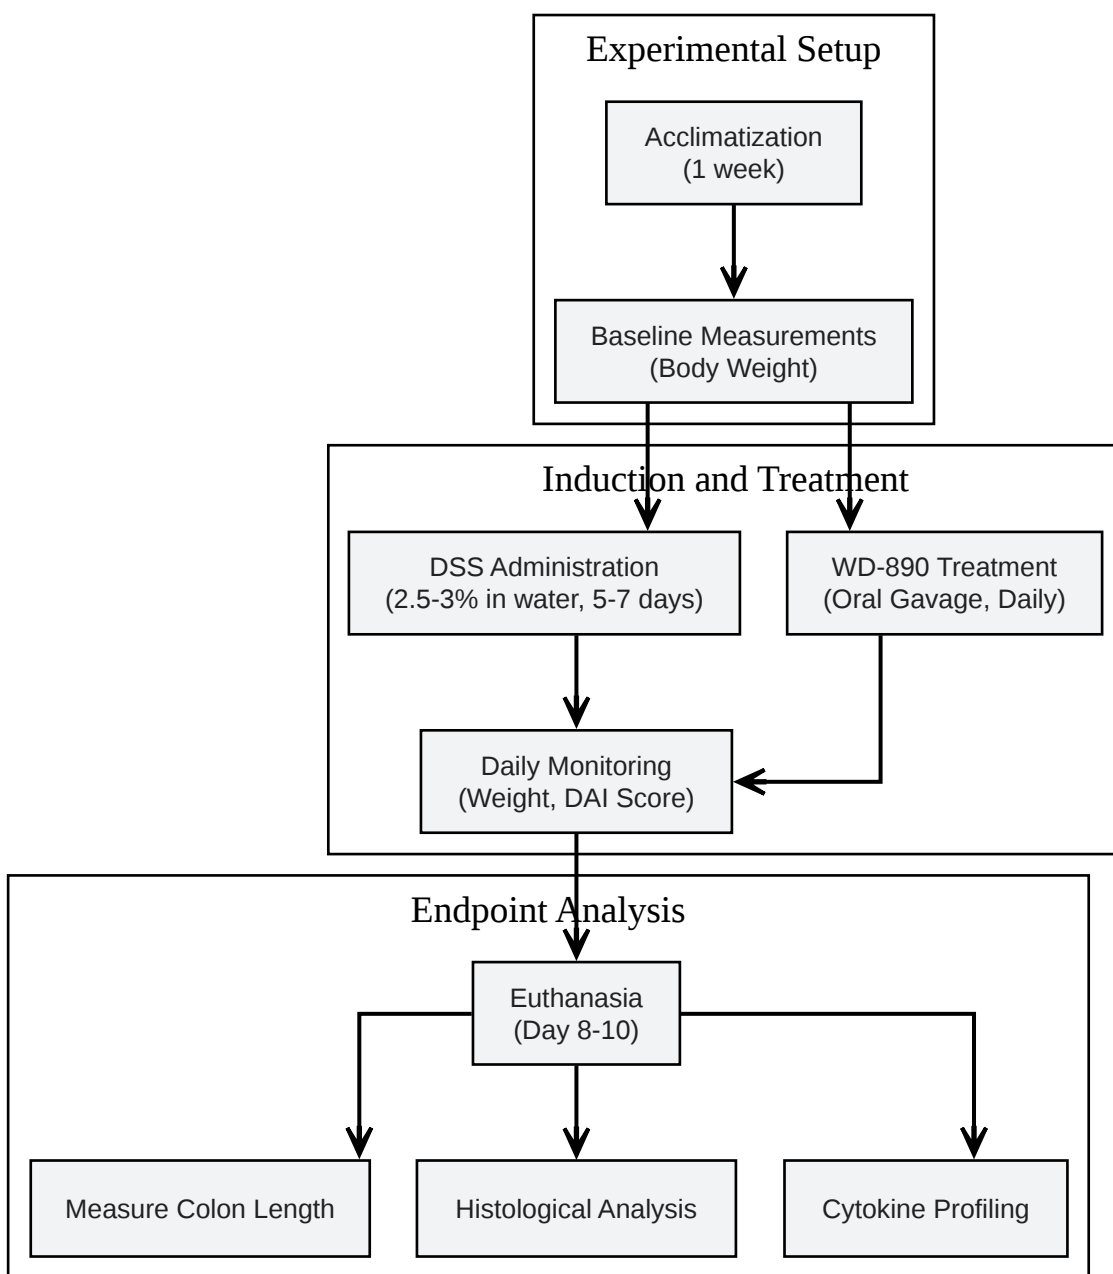 Experimental Setup
Acclimatization
(1 week)
Baseline Measurements
(Body Weight)
Induction and Treatment
DSS Administration
(2.5-3% in water, 5-7 days)
WD-890 Treatment
(Oral Gavage, Daily)
Daily Monitoring
(Weight, DAI Score)
Endpoint Analysis
Euthanasia
(Day 8-10)
Measure Colon Length
Histological Analysis
Cytokine Profiling